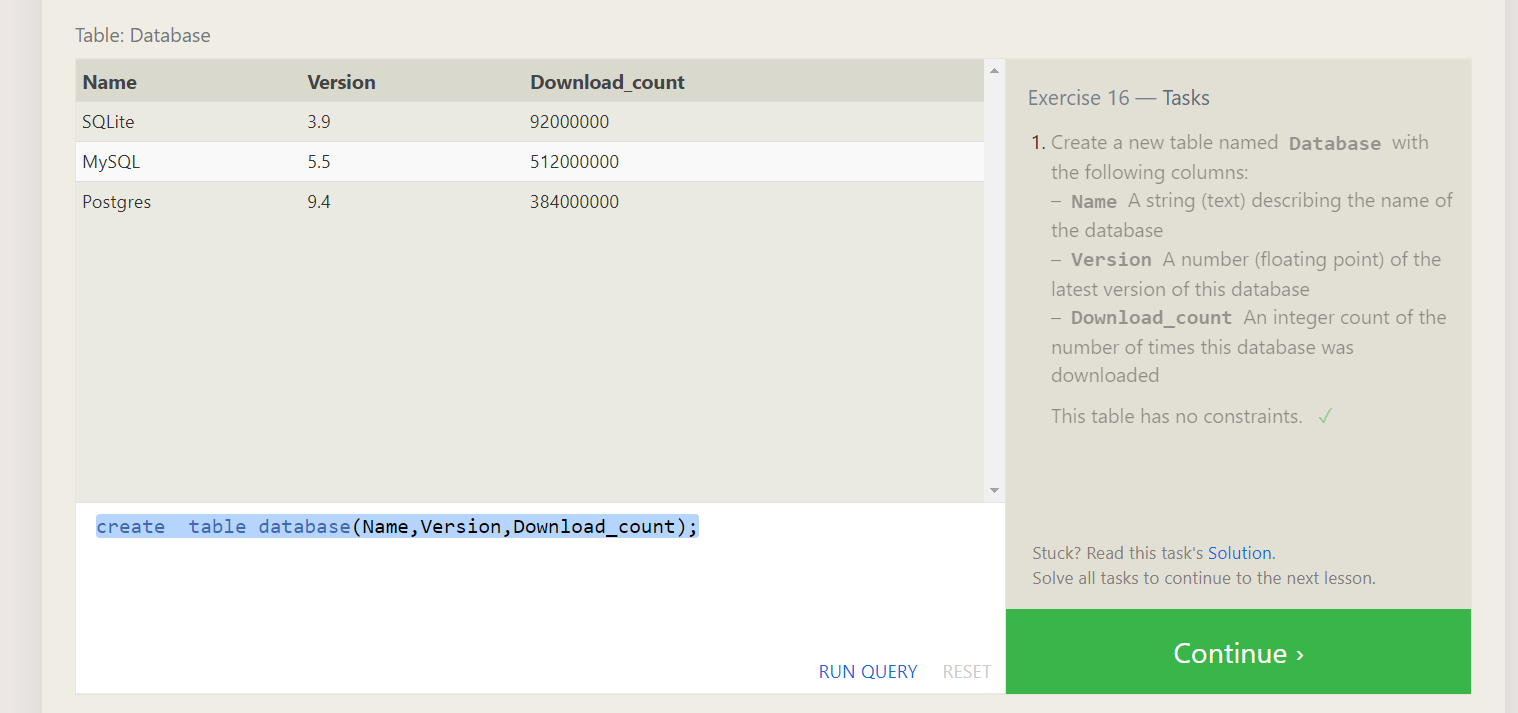 Table: Database
Name Version Download_count
SQLite 3.9 92000000
MySQL 5.5 512000000
Postgres 9.4 384000000
create  table database(Name,Version,Download_count);
RUN QUERY RESET
Exercise 16 — Tasks
1. Create a new table named Database with
the following columns:
– Name A string (text) describing the name of
the database
– Version A number (floating point) of the
latest version of this database
– Download_count An integer count of the
number of times this database was
downloaded
This table has no constraints. ✓
Stuck? Read this task's Solution.
Solve all tasks to continue to the next lesson.
Continue ›